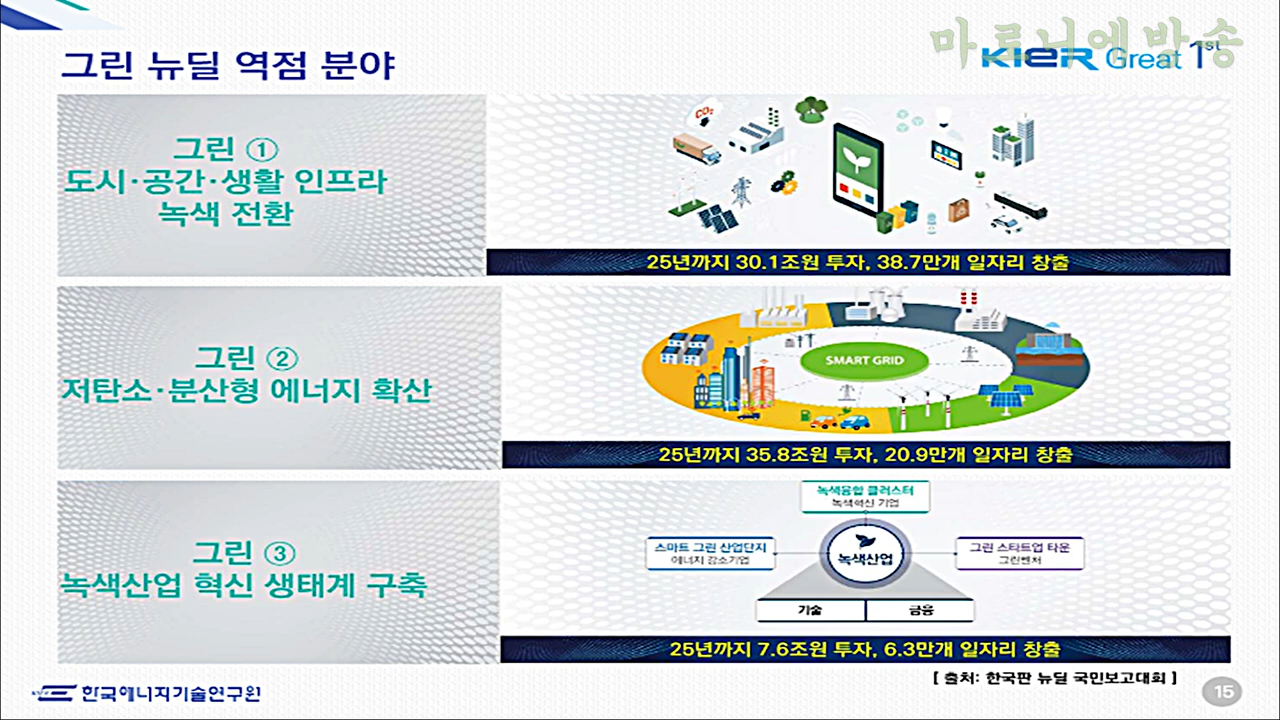 마로니에방송
그린 뉴딜 역점 분야
KIER Great 1st
그린 ①
도시·공간·생활 인프라
녹색 전환
CO₂
25년까지 30.1조원 투자, 38.7만개 일자리 창출
그린 ②
저탄소·분산형 에너지 확산
SMART GRID
25년까지 35.8조원 투자, 20.9만개 일자리 창출
그린 ③
녹색산업 혁신 생태계 구축
녹색융합 클러스터
녹색혁신 기업
스마트 그린 산업단지
에너지 감소기업
녹색산업
그린 스타트업 타운
그린벤처
기술
금융
25년까지 7.6조원 투자, 6.3만개 일자리 창출
[ 출처: 한국판 뉴딜 국민보고대회 ]
한국에너지기술연구원
15